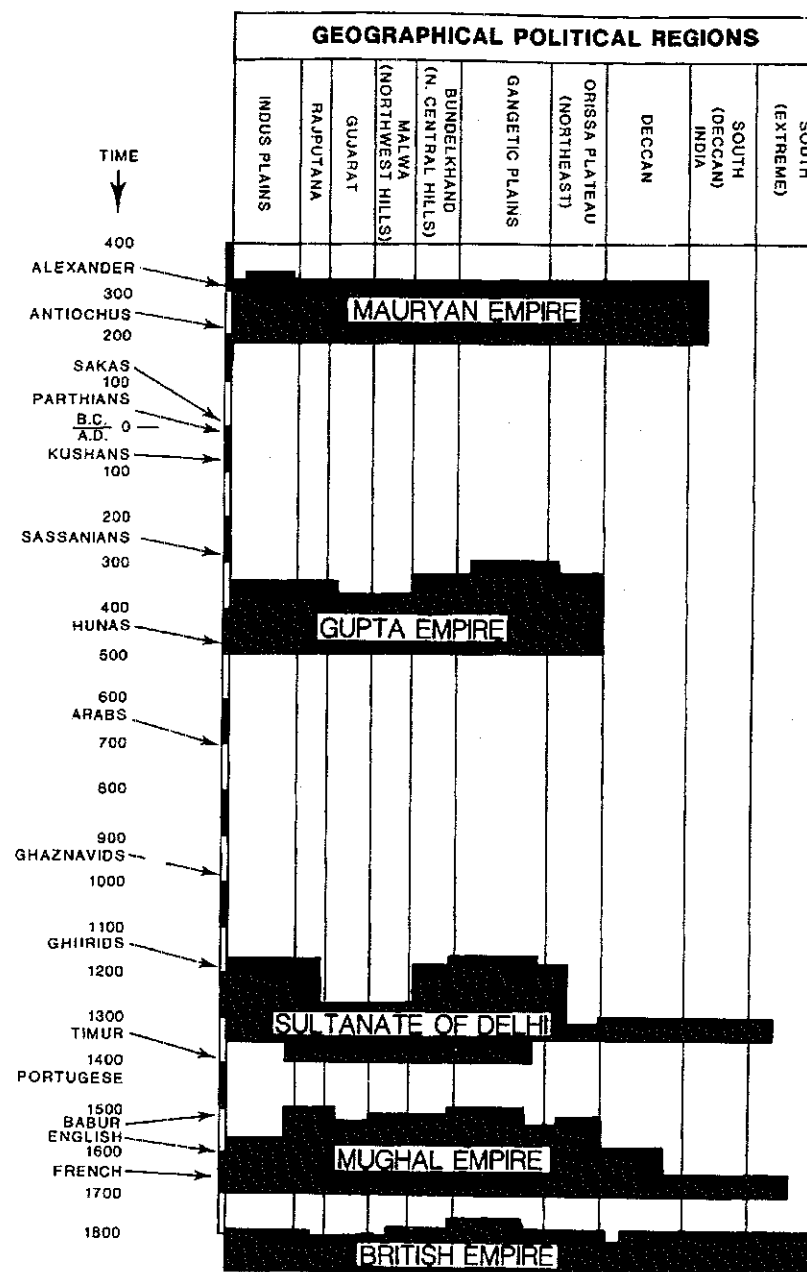 GEOGRAPHICAL POLITICAL REGIONS
INDUS PLAINS
RAJPUTANA
GUJARAT
MALWA
(NORTHWEST HILLS)
BUNDELKHAND
(N. CENTRAL HILLS)
GANGETIC PLAINS
ORISSA PLATEAU
(NORTHEAST)
DECCAN
SOUTH
(DECCAN)
INDIA
SOUTH
(EXTREME)
TIME
400
ALEXANDER
300
ANTIOCHUS
200
SAKAS
100
PARTHIANS
B.C.
A.D. 0
KUSHANS
100
200
SASSANIANS
300
400
HUNAS
500
600
ARABS
700
800
900
GHAZNAVIDS
1000
1100
GHURIDS
1200
1300
TIMUR
1400
PORTUGESE
1500
BABUR
ENGLISH
1600
FRENCH
1700
1800
MAURYAN EMPIRE
GUPTA EMPIRE
SULTANATE OF DELHI
MUGHAL EMPIRE
BRITISH EMPIRE